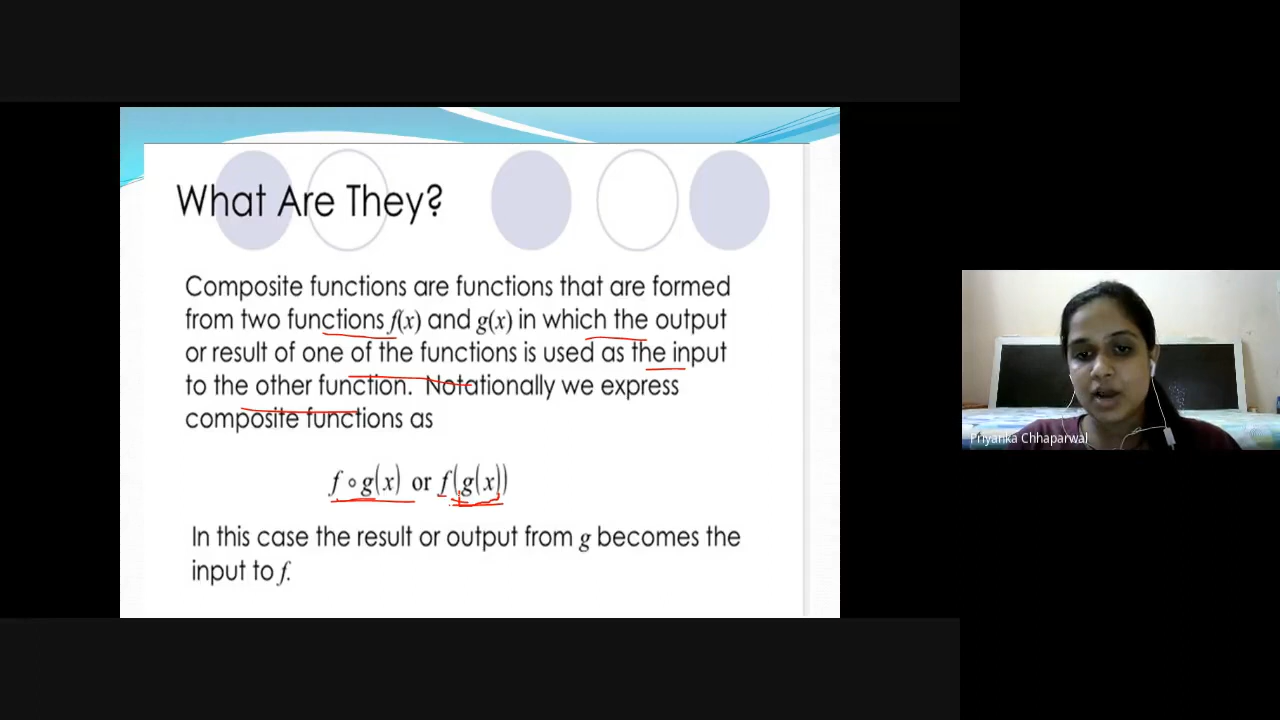 What Are They?
Composite functions are functions that are formed
from two functions f(x) and g(x) in which the output
or result of one of the functions is used as the input
to the other function. Notationally we express
composite functions as
f∘g(x) or f(g(x))
In this case the result or output from g becomes the
input to f.
Priyanka Chhaparwal